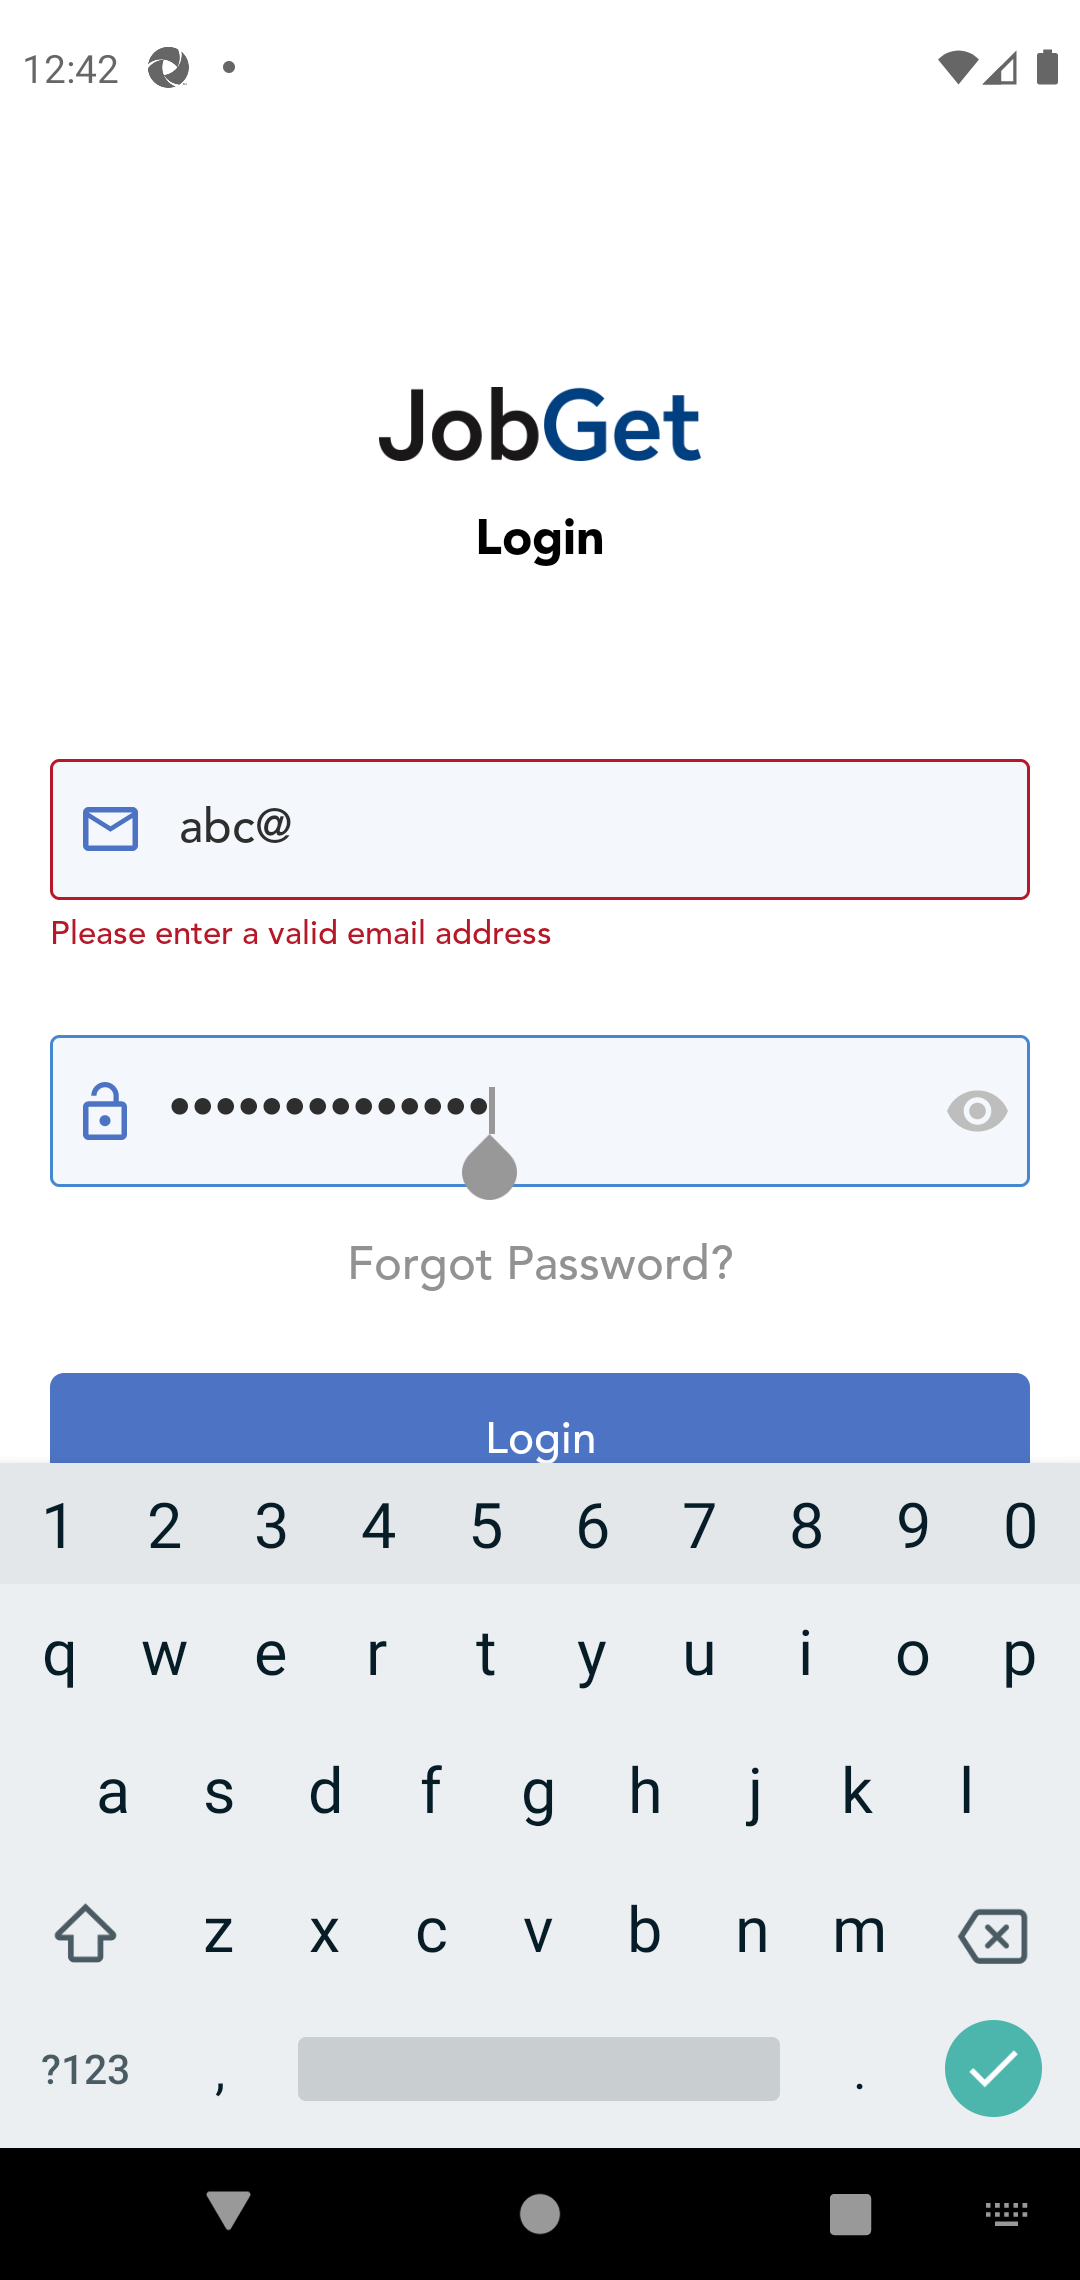 12:42
JobGet
Login
abc@
Please enter a valid email address
••••••••••••••
Forgot Password?
Login
1 2 3 4 5 6 7 8 9 0
q w e r t y u i o p
a s d f g h j k l
z x c v b n m
?123 , .